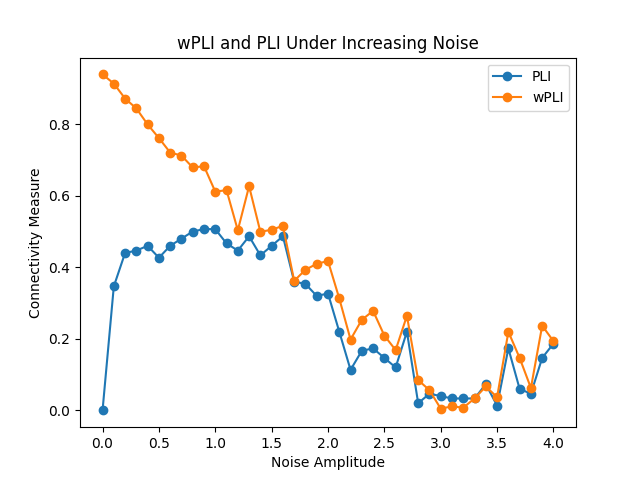 wPLI and PLI Under Increasing Noise
PLI
wPLI
Connectivity Measure
0.8
0.6
0.4
0.2
0.0
0.0 0.5 1.0 1.5 2.0 2.5 3.0 3.5 4.0
Noise Amplitude